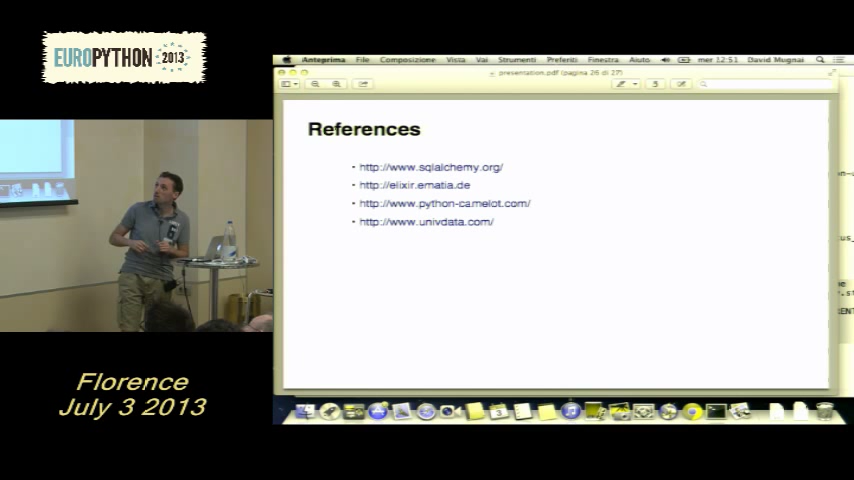 EUROPYTHON 2013
Anteprima File Composizione Vista Vai Strumenti Preferiti Finestra Aiuto mer 12:51 David Mugnai
presentation.pdf (pagina 26 di 27)
References
• http://www.sqlalchemy.org/
• http://elixir.ematia.de
• http://www.python-camelot.com/
• http://www.univdata.com/
Florence
July 3 2013